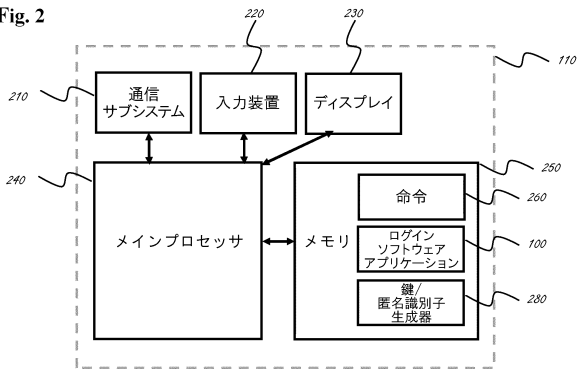 Fig. 2
220
230
110
210
通信
サブシステム
入力装置
ディスプレイ
240
250
メインプロセッサ
メモリ
命令
260
ログイン
ソフトウェア
アプリケーション
100
鍵/
匿名識別子
生成器
280